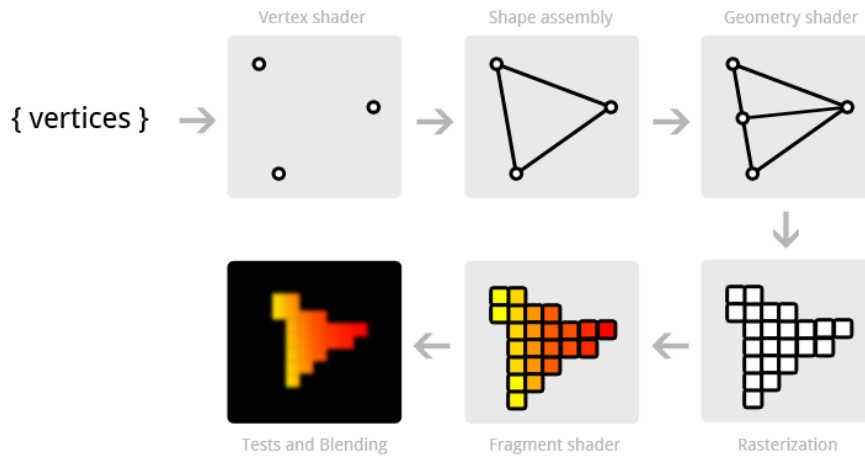 Vertex shader
Shape assembly
Geometry shader
{ vertices }
Tests and Blending
Fragment shader
Rasterization